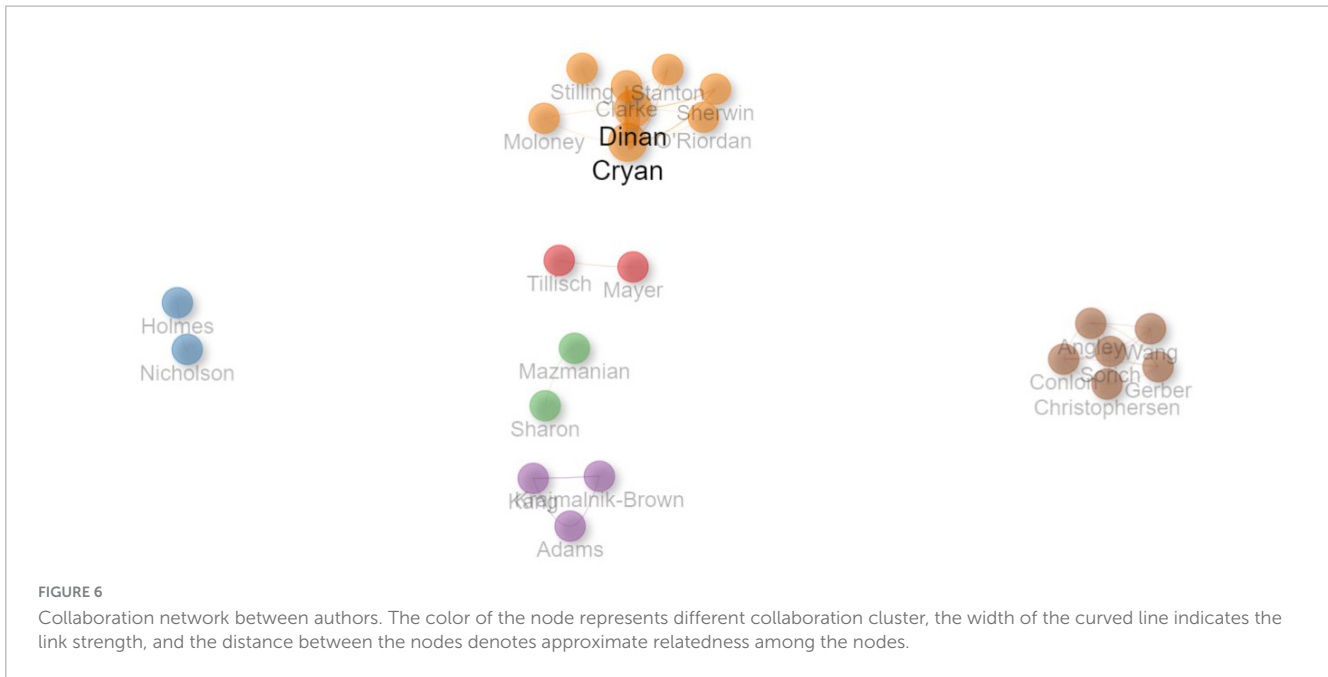 Stilling
Stanton
Clarke
Sherwin
Moloney
Dinan
O'Riordan
Cryan
Tillisch
Mayer
Holmes
Nicholson
Mazmanian
Sharon
Angley
Wang
Sonch
Conlon
Gerber
Christophersen
Kang
Krajmalnik-Brown
Adams
FIGURE 6
Collaboration network between authors. The color of the node represents different collaboration cluster, the width of the curved line indicates the
link strength, and the distance between the nodes denotes approximate relatedness among the nodes.